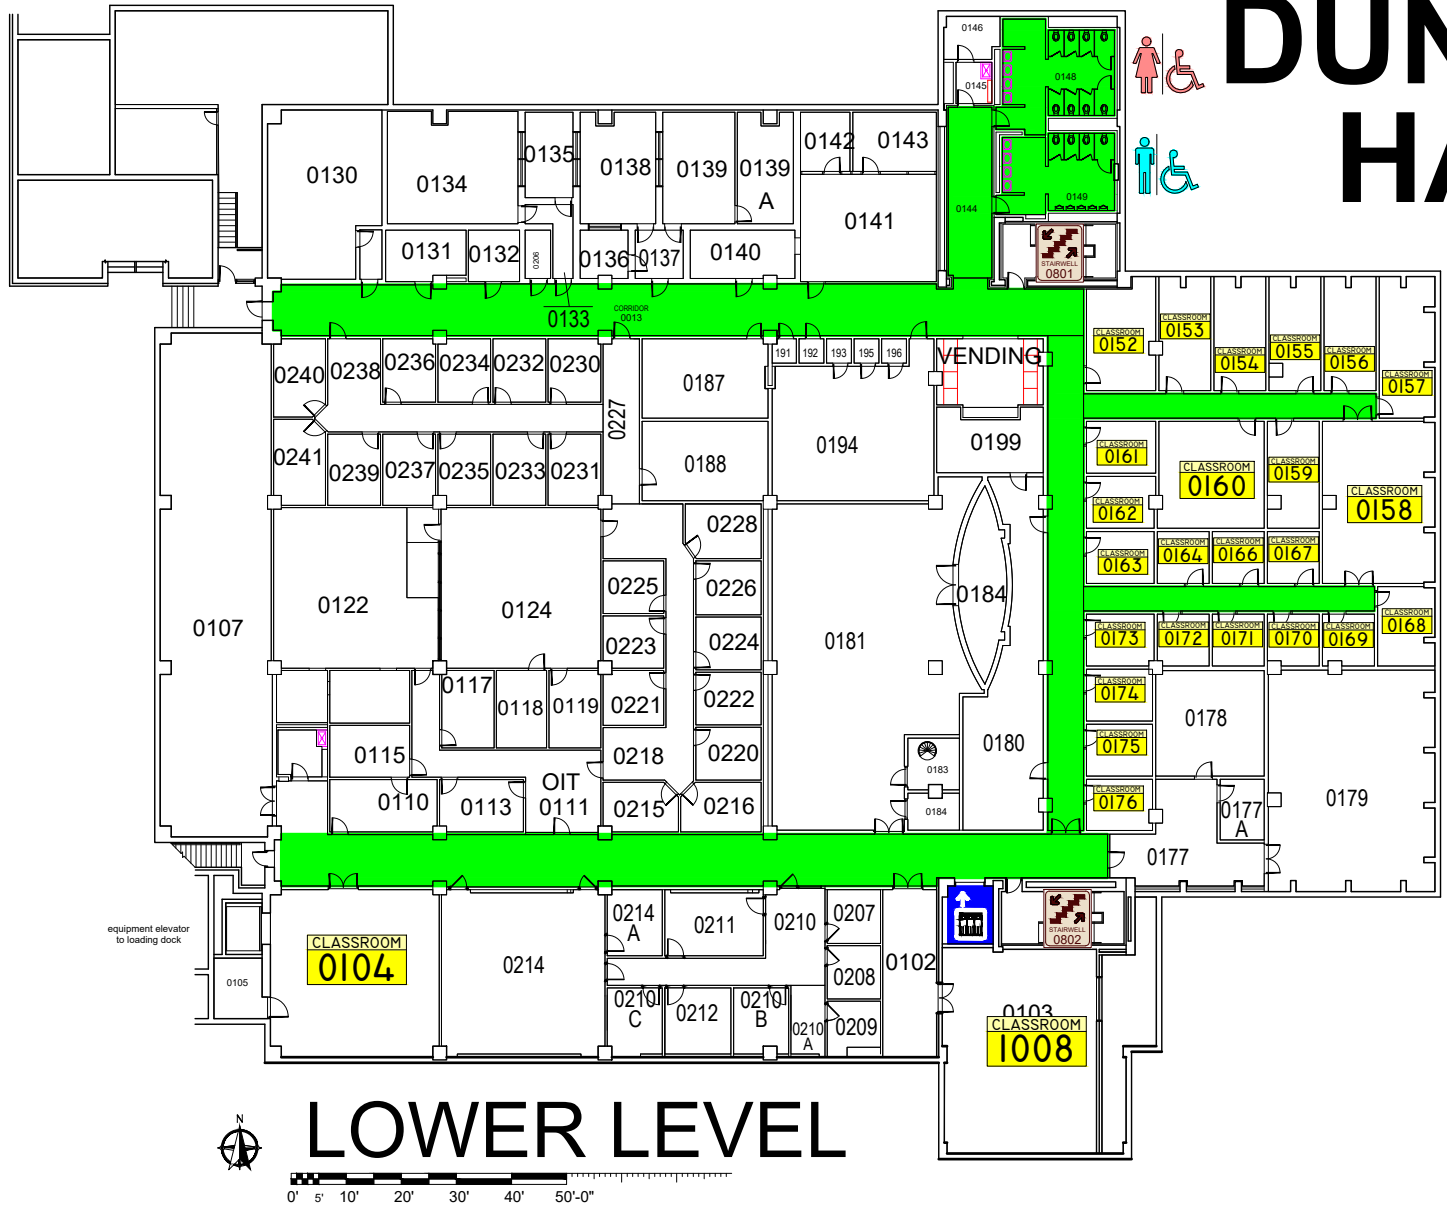 DUN
HA
0146
0148
0145
0142
0143
0135
0138
0139
0139
A
0130
0134
0149
0144
0141
STAIRWELL
0801
0131
0132
0206
0136
0137
0140
0133
CORRIDOR
0013
CLASSROOM
0152
CLASSROOM
0153
CLASSROOM
0154
CLASSROOM
0155
CLASSROOM
0156
CLASSROOM
0157
191
192
193
195
196
VENDING
0240
0238
0236
0234
0232
0230
0227
0187
0194
0199
0188
0241
0239
0237
0235
0233
0231
CLASSROOM
0161
CLASSROOM
0160
CLASSROOM
0159
CLASSROOM
0158
CLASSROOM
0162
CLASSROOM
0163
CLASSROOM
0164
CLASSROOM
0166
CLASSROOM
0167
0228
0225
0226
0122
0124
0184
0107
0223
0224
0181
CLASSROOM
0173
CLASSROOM
0172
CLASSROOM
0171
CLASSROOM
0170
CLASSROOM
0169
CLASSROOM
0168
0117
0118
0119
0221
0222
CLASSROOM
0174
0178
0115
0218
0220
0180
CLASSROOM
0175
0183
OIT
0111
0110
0113
0215
0216
0184
CLASSROOM
0176
0177
A
0179
0177
equipment elevator
to loading dock
0105
CLASSROOM
0104
0214
0214
A
0211
0210
0207
0208
0102
STAIRWELL
0802
0210
C
0212
0210
B
0210
A
0209
0103
CLASSROOM
1008
N
LOWER LEVEL
0' 5' 10' 20' 30' 40' 50'-0"